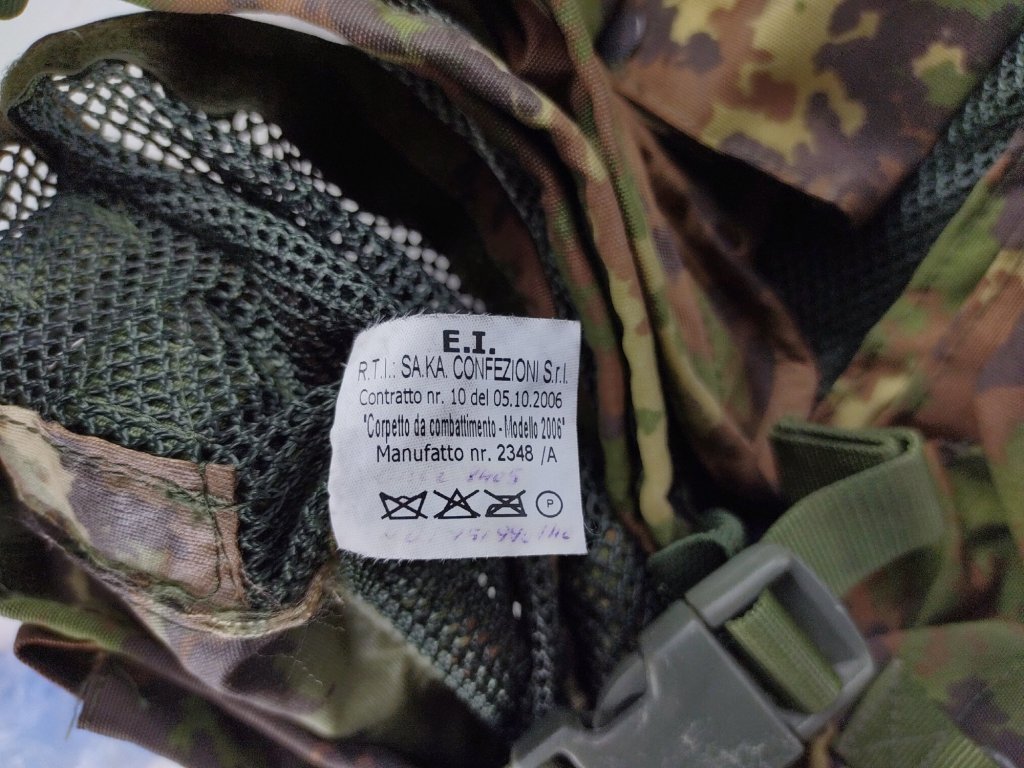 E.I.
R.T.I.: SA.KA. CONFEZIONI S.r.l.
Contratto nr. 10 del 05.10.2006
"Corpetto da combattimento - Modello 2006"
Manufatto nr. 2348 /A
P